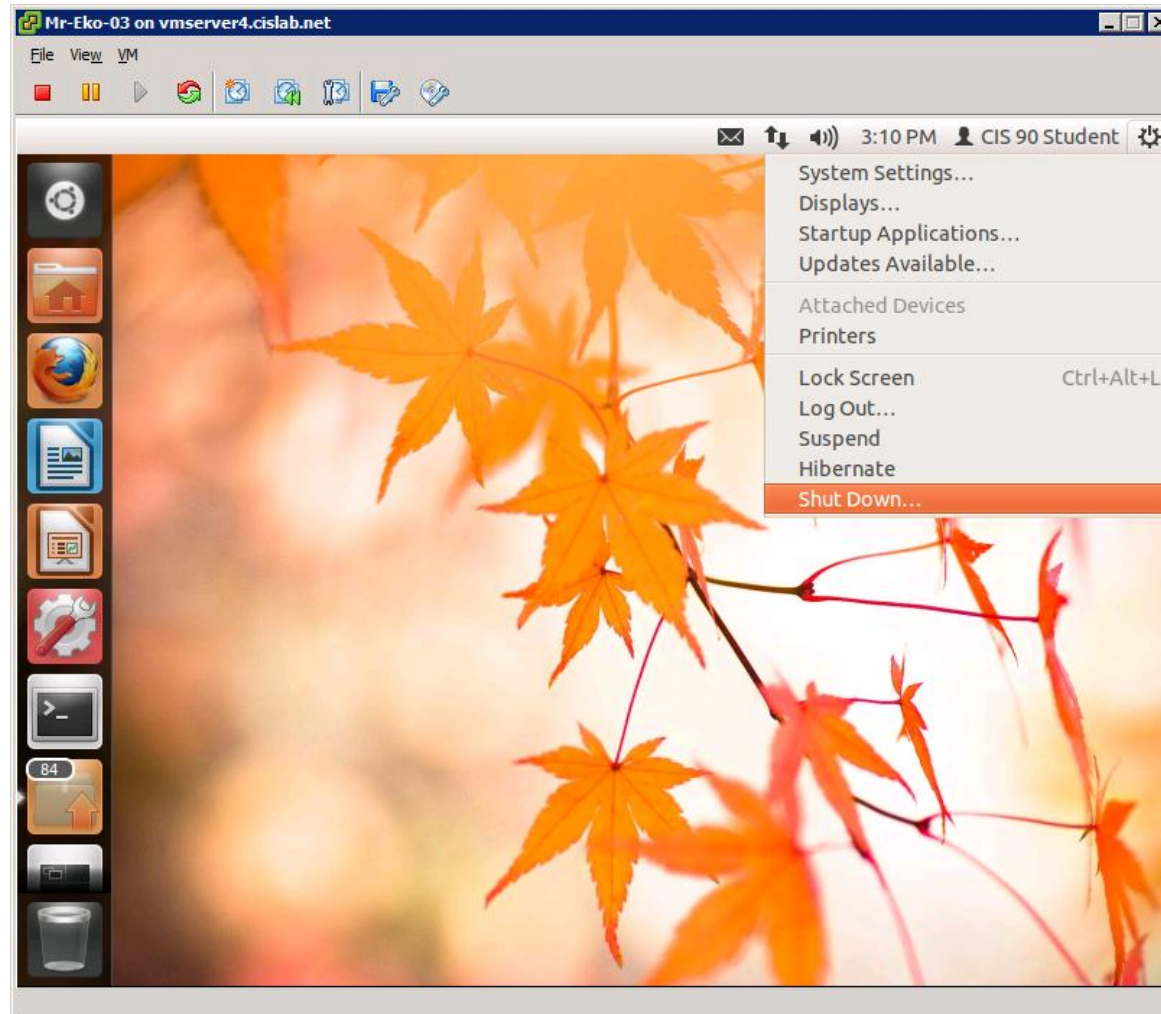 Mr-Eko-03 on vmserver4.cislab.net
File View VM
3:10 PM CIS 90 Student
System Settings...
Displays...
Startup Applications...
Updates Available...
Attached Devices
Printers
Lock Screen Ctrl+Alt+L
Log Out...
Suspend
Hibernate
Shut Down...
>_
84